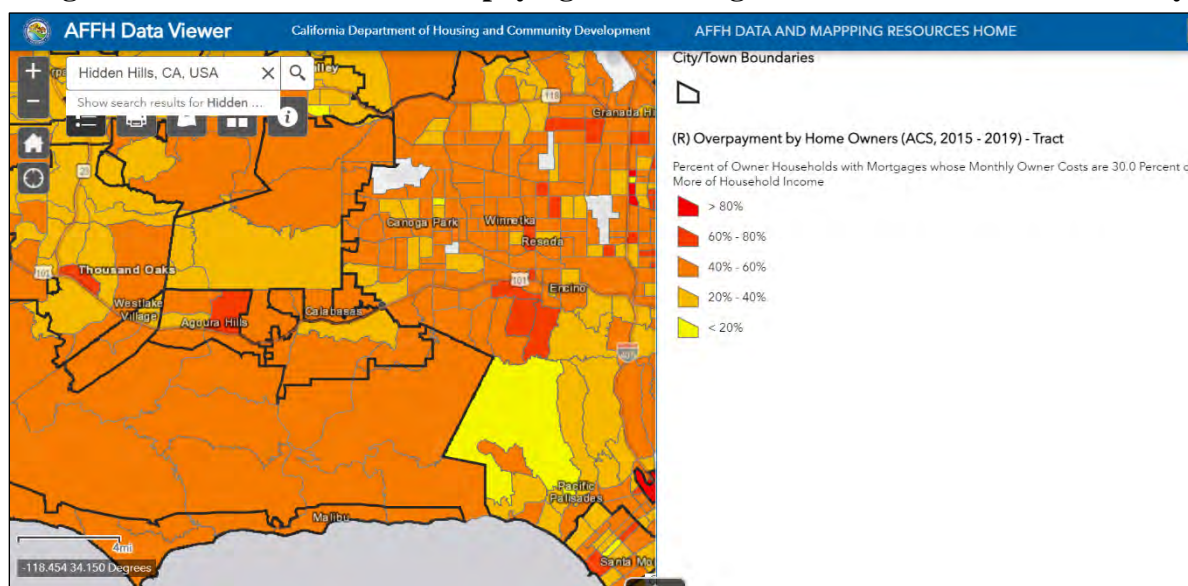 AFFH Data Viewer
California Department of Housing and Community Development
AFFH DATA AND MAPPPING RESOURCES HOME
Hidden Hills, CA, USA
Show search results for Hidden ...
+
−
118
Granada
23
Canoga Park
Winnetka
Reseda
101
Thousand Oaks
101
Encino
Westlake
Village
Agoura Hills
Calabasas
405
Pacific
Palisades
Malibu
4mi
-118.454 34.150 Degrees
Santa Mo
City/Town Boundaries
(R) Overpayment by Home Owners (ACS, 2015 - 2019) - Tract
Percent of Owner Households with Mortgages whose Monthly Owner Costs are 30.0 Percent
More of Household Income
> 80%
60% - 80%
40% - 60%
20% - 40%
< 20%